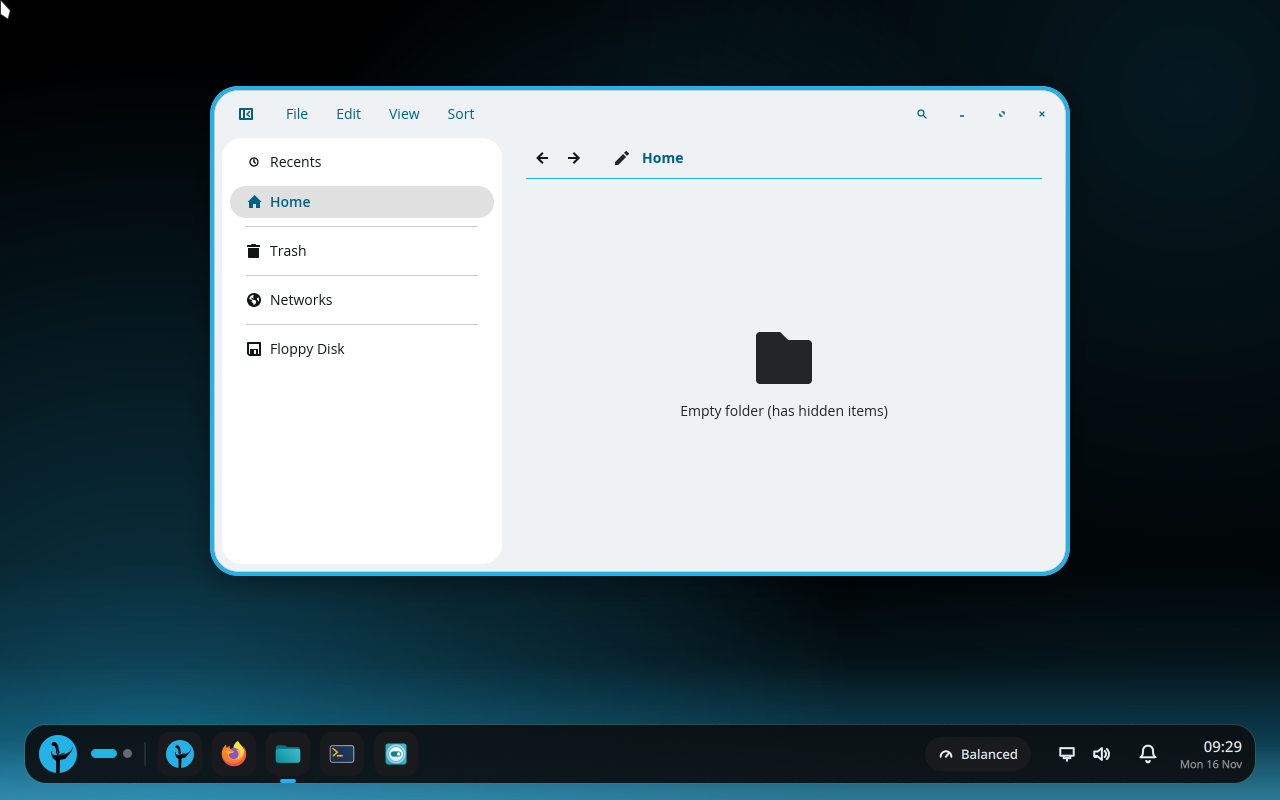 File Edit View Sort
Recents
Home
Trash
Networks
Floppy Disk
Home
Empty folder (has hidden items)
Balanced
09:29
Mon 16 Nov